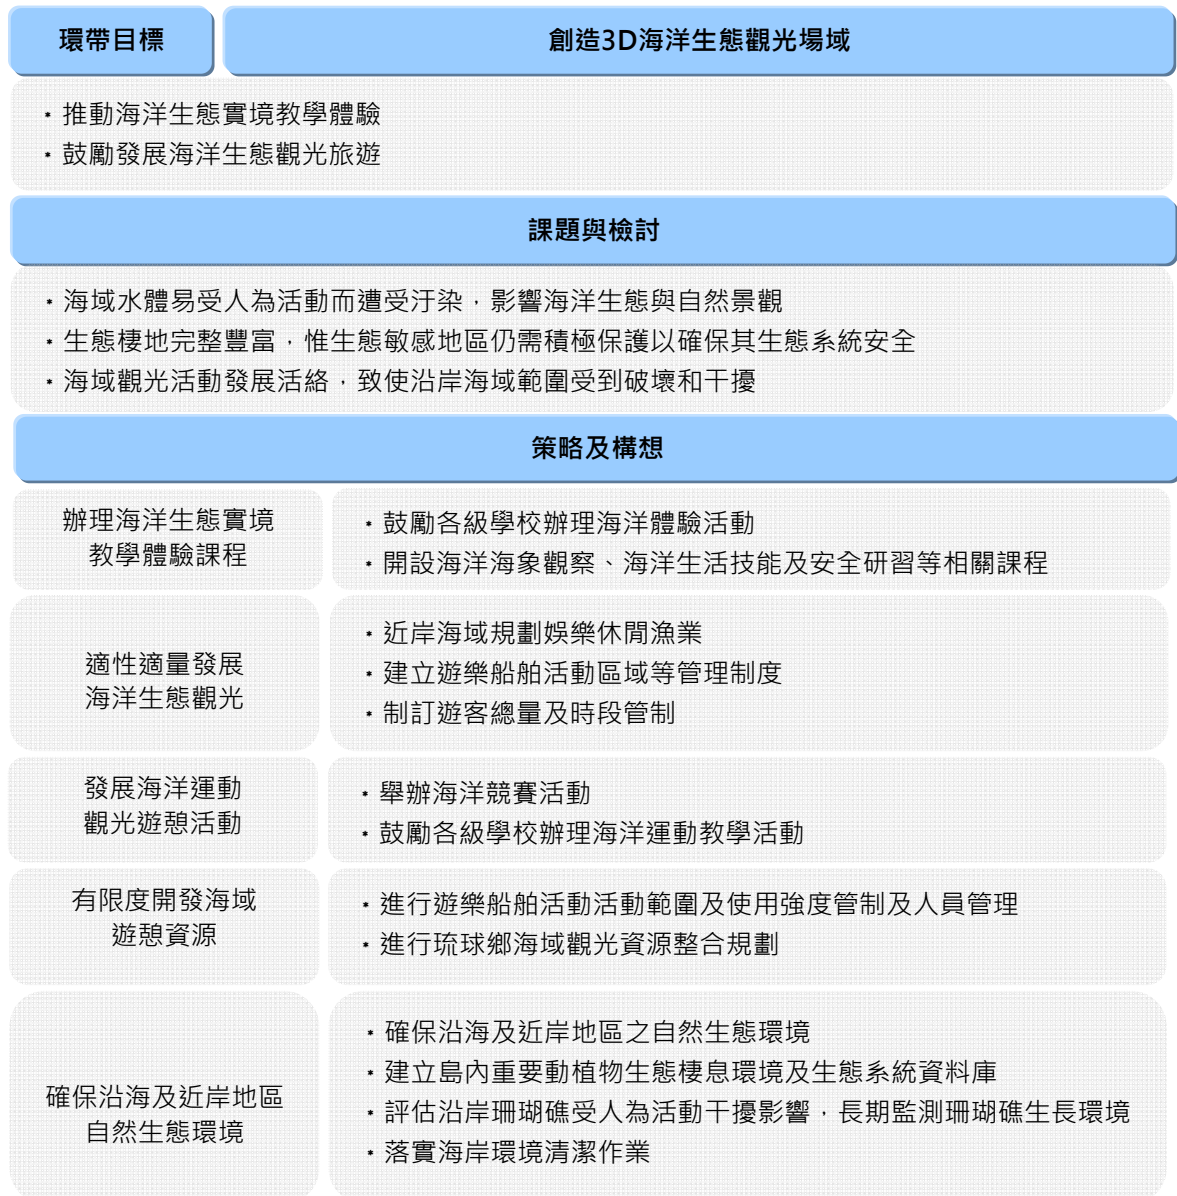 環帶目標
創造3D海洋生態觀光場域
・推動海洋生態實境教學體驗
・鼓勵發展海洋生態觀光旅遊
課題與檢討
・海域水體易受人為活動而遭受汙染，影響海洋生態與自然景觀
・生態棲地完整豐富，惟生態敏感地區仍需積極保護以確保其生態系統安全
・海域觀光活動發展活絡，致使沿岸海域範圍受到破壞和干擾
策略及構想
辦理海洋生態實境
教學體驗課程
・鼓勵各級學校辦理海洋體驗活動
・開設海洋海象觀察、海洋生活技能及安全研習等相關課程
適性適量發展
海洋生態觀光
・近岸海域規劃娛樂休閒漁業
・建立遊樂船舶活動區域等管理制度
・制訂遊客總量及時段管制
發展海洋運動
觀光遊憩活動
・舉辦海洋競賽活動
・鼓勵各級學校辦理海洋運動教學活動
有限度開發海域
遊憩資源
・進行遊樂船舶活動活動範圍及使用強度管制及人員管理
・進行琉球鄉海域觀光資源整合規劃
確保沿海及近岸地區
自然生態環境
・確保沿海及近岸地區之自然生態環境
・建立島內重要動植物生態棲息環境及生態系統資料庫
・評估沿岸珊瑚礁受人為活動干擾影響，長期監測珊瑚礁生長環境
・落實海岸環境清潔作業